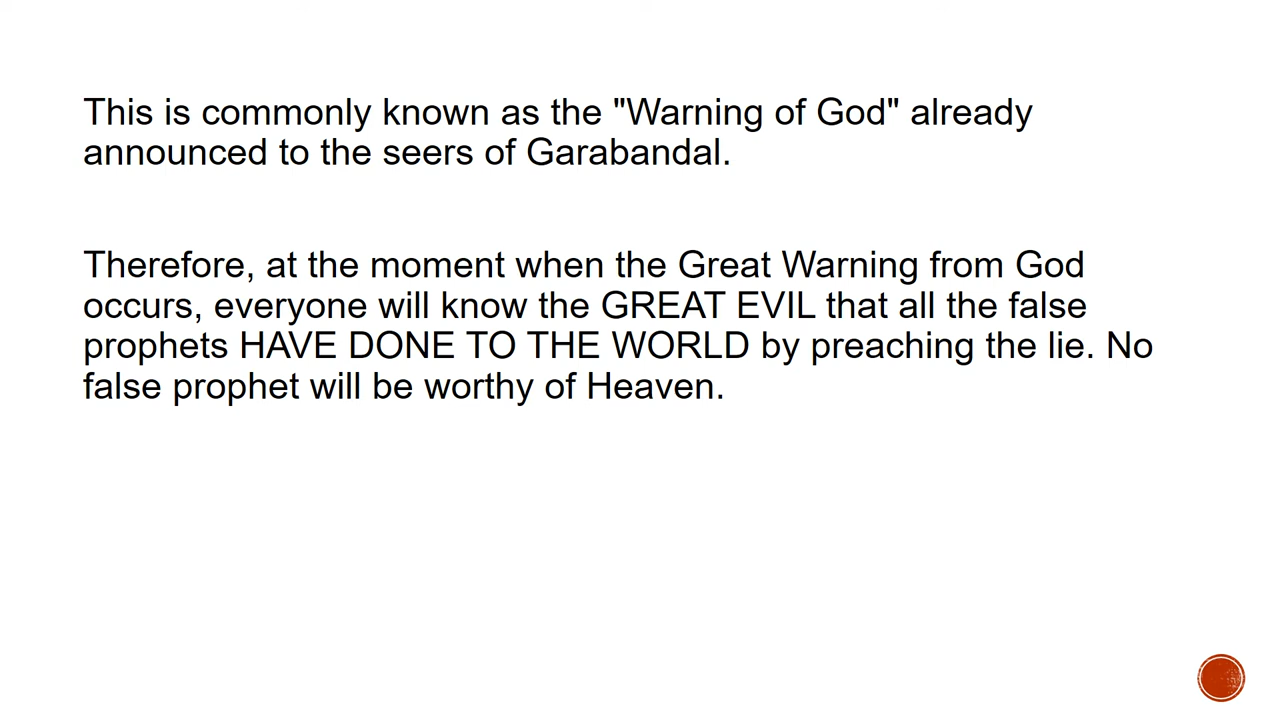 This is commonly known as the "Warning of God" already
announced to the seers of Garabandal.
Therefore, at the moment when the Great Warning from God
occurs, everyone will know the GREAT EVIL that all the false
prophets HAVE DONE TO THE WORLD by preaching the lie. No
false prophet will be worthy of Heaven.